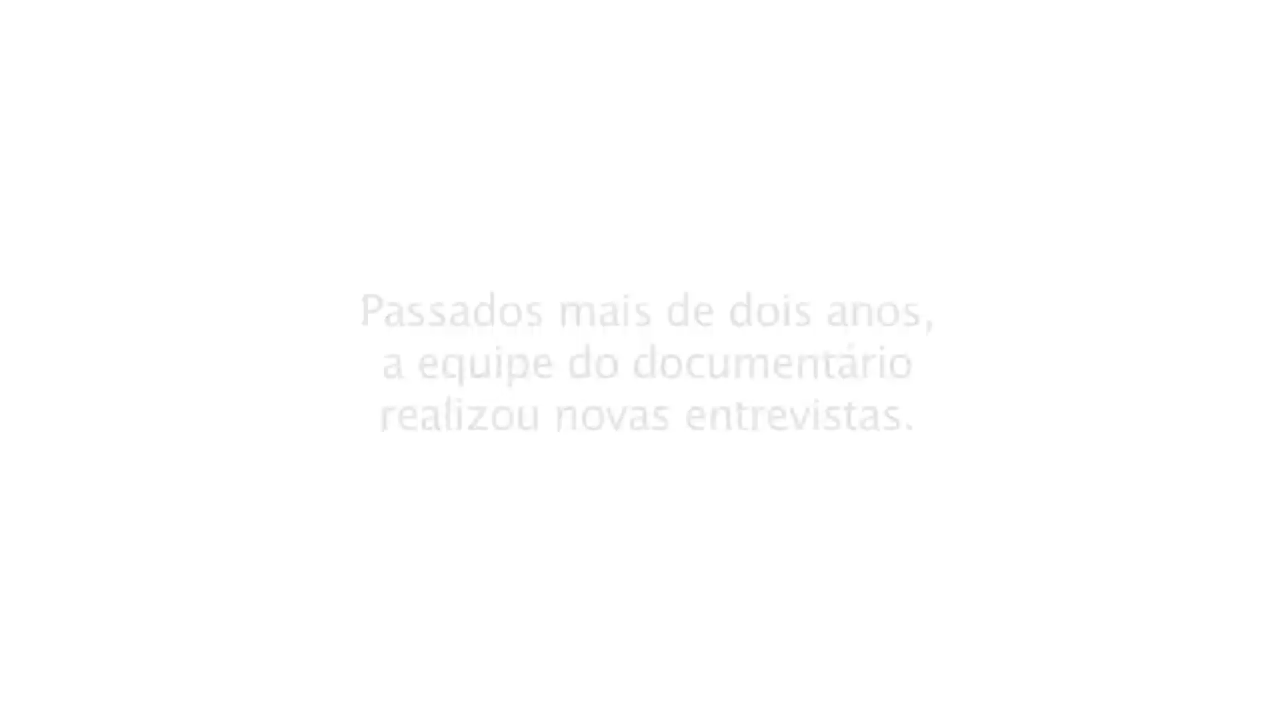 Passados mais de dois anos,
a equipe do documentário
realizou novas entrevistas.